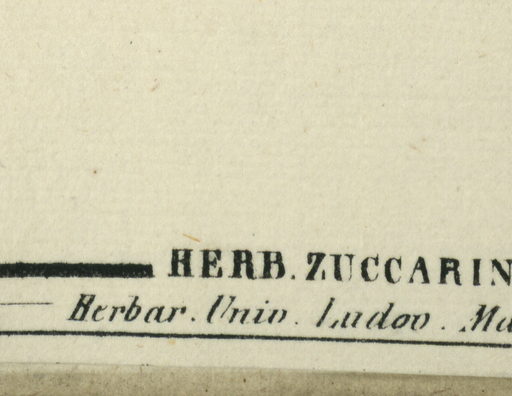 HERB. ZUCCARIN
Herbar. Univ. Ludov. Ma